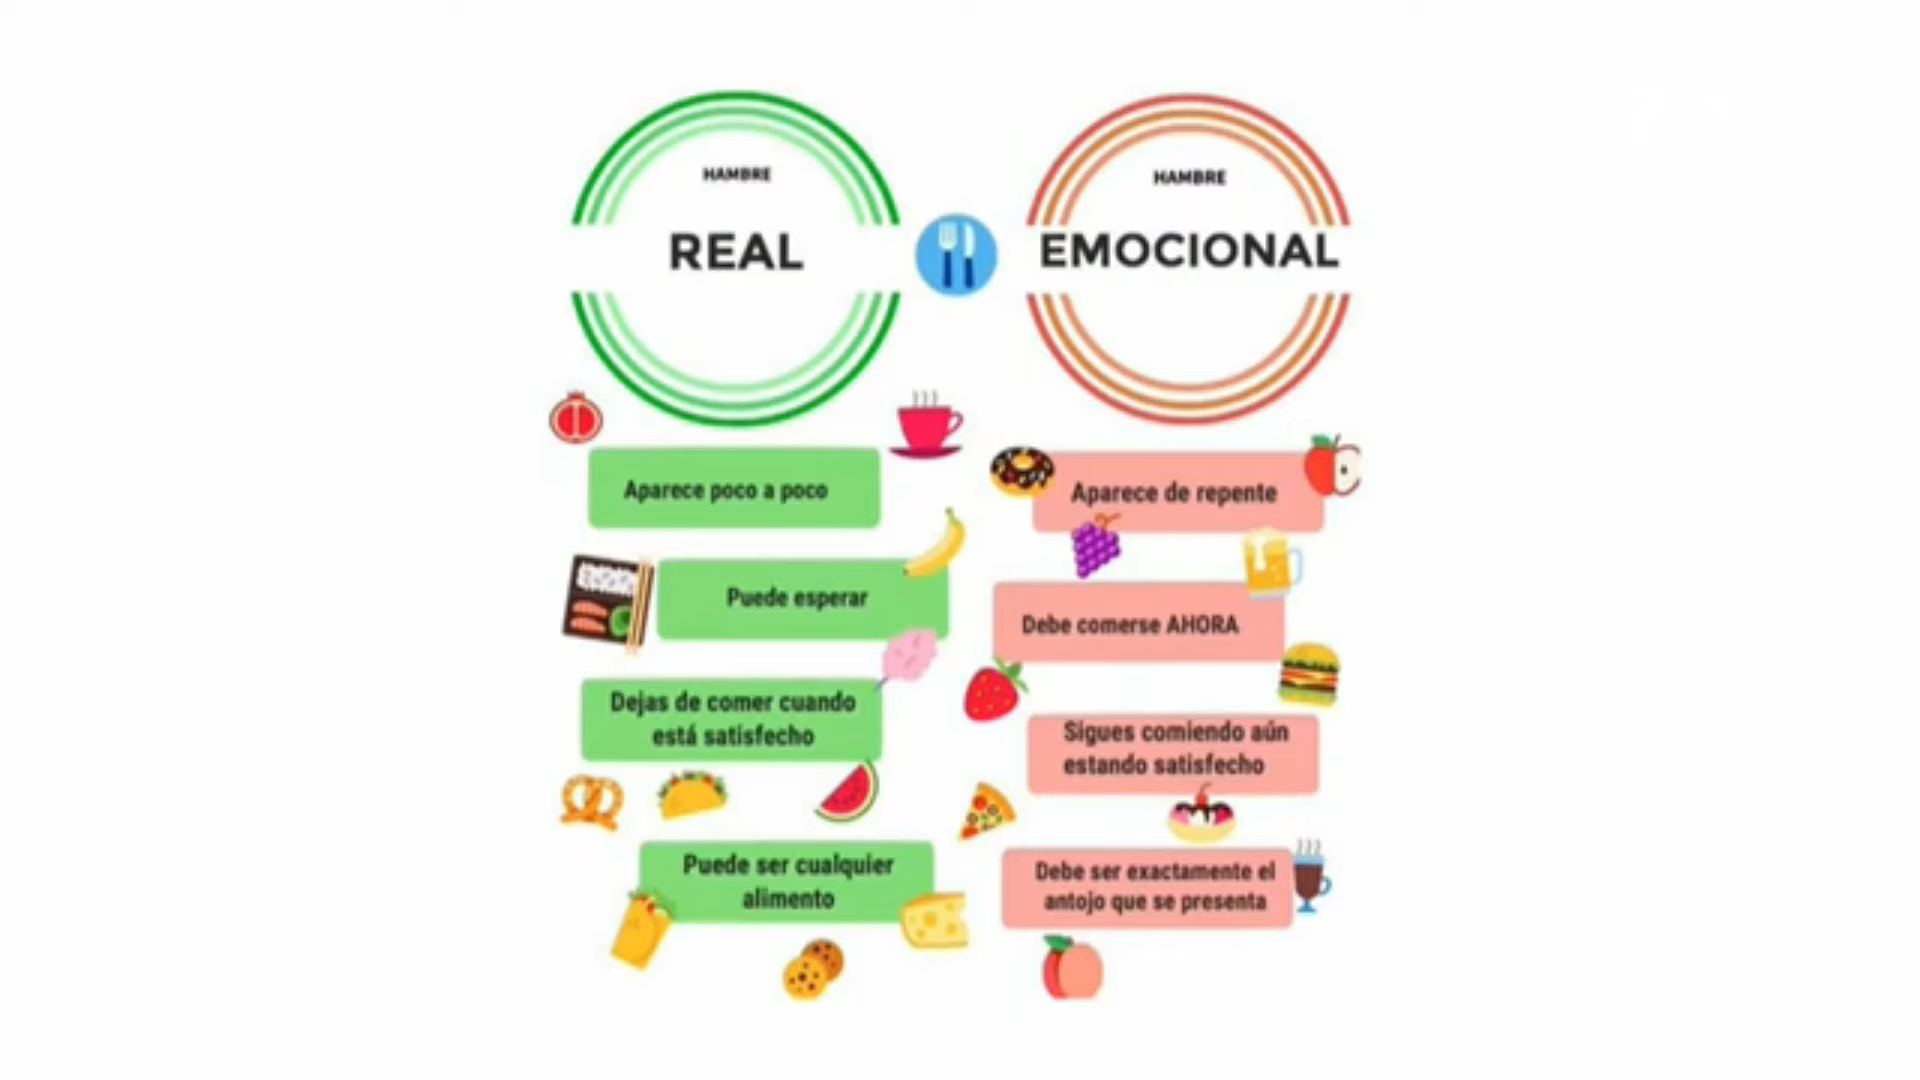 HAMBRE
REAL
HAMBRE
EMOCIONAL
Aparece poco a poco
Puede esperar
Dejas de comer cuando
está satisfecho
Puede ser cualquier
alimento
Aparece de repente
Debe comerse AHORA
Sigues comiendo aún
estando satisfecho
Debe ser exactamente el
antojo que se presenta